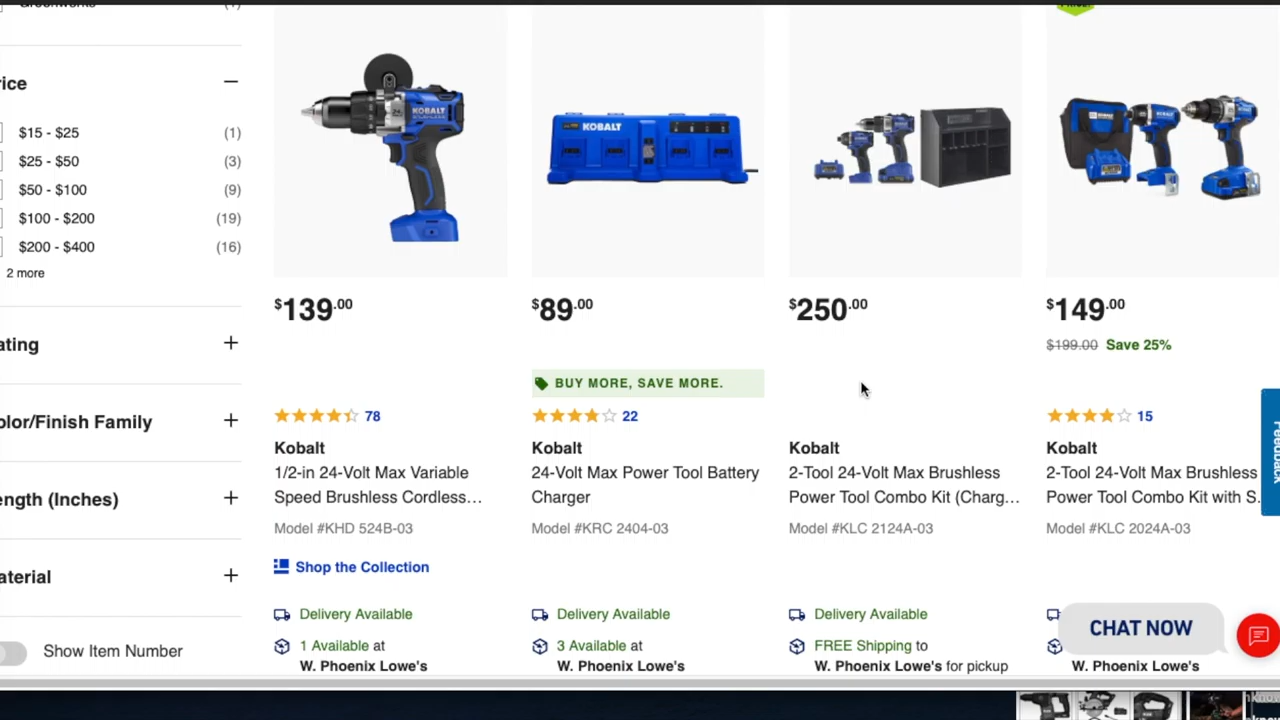 rice
$15 - $25 (1)
$25 - $50 (3)
$50 - $100 (9)
$100 - $200 (19)
$200 - $400 (16)
2 more
ating
olor/Finish Family
ength (Inches)
aterial
Show Item Number
KOBALT
$139.00
78
Kobalt
1/2-in 24-Volt Max Variable
Speed Brushless Cordless...
Model #KHD 524B-03
Shop the Collection
Delivery Available
1 Available at
W. Phoenix Lowe's
KOBALT
$89.00
BUY MORE, SAVE MORE.
22
Kobalt
24-Volt Max Power Tool Battery
Charger
Model #KRC 2404-03
Delivery Available
3 Available at
W. Phoenix Lowe's
$250.00
Kobalt
2-Tool 24-Volt Max Brushless
Power Tool Combo Kit (Charg...
Model #KLC 2124A-03
Delivery Available
FREE Shipping to
W. Phoenix Lowe's for pickup
$149.00
$199.00 Save 25%
15
Kobalt
2-Tool 24-Volt Max Brushless
Power Tool Combo Kit with S...
Model #KLC 2024A-03
W. Phoenix Lowe's
CHAT NOW
Feedback